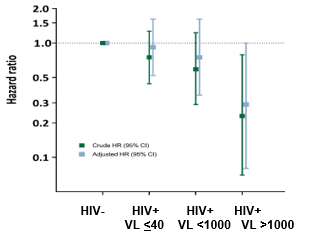 2.0
1.5
1.0
0.5
0.3
0.2
0.1
Hazard ratio
Crude HR (95% CI)
Adjusted HR (95% CI)
HIV- HIV+ HIV+ HIV+
VL ≤40 VL <1000 VL >1000